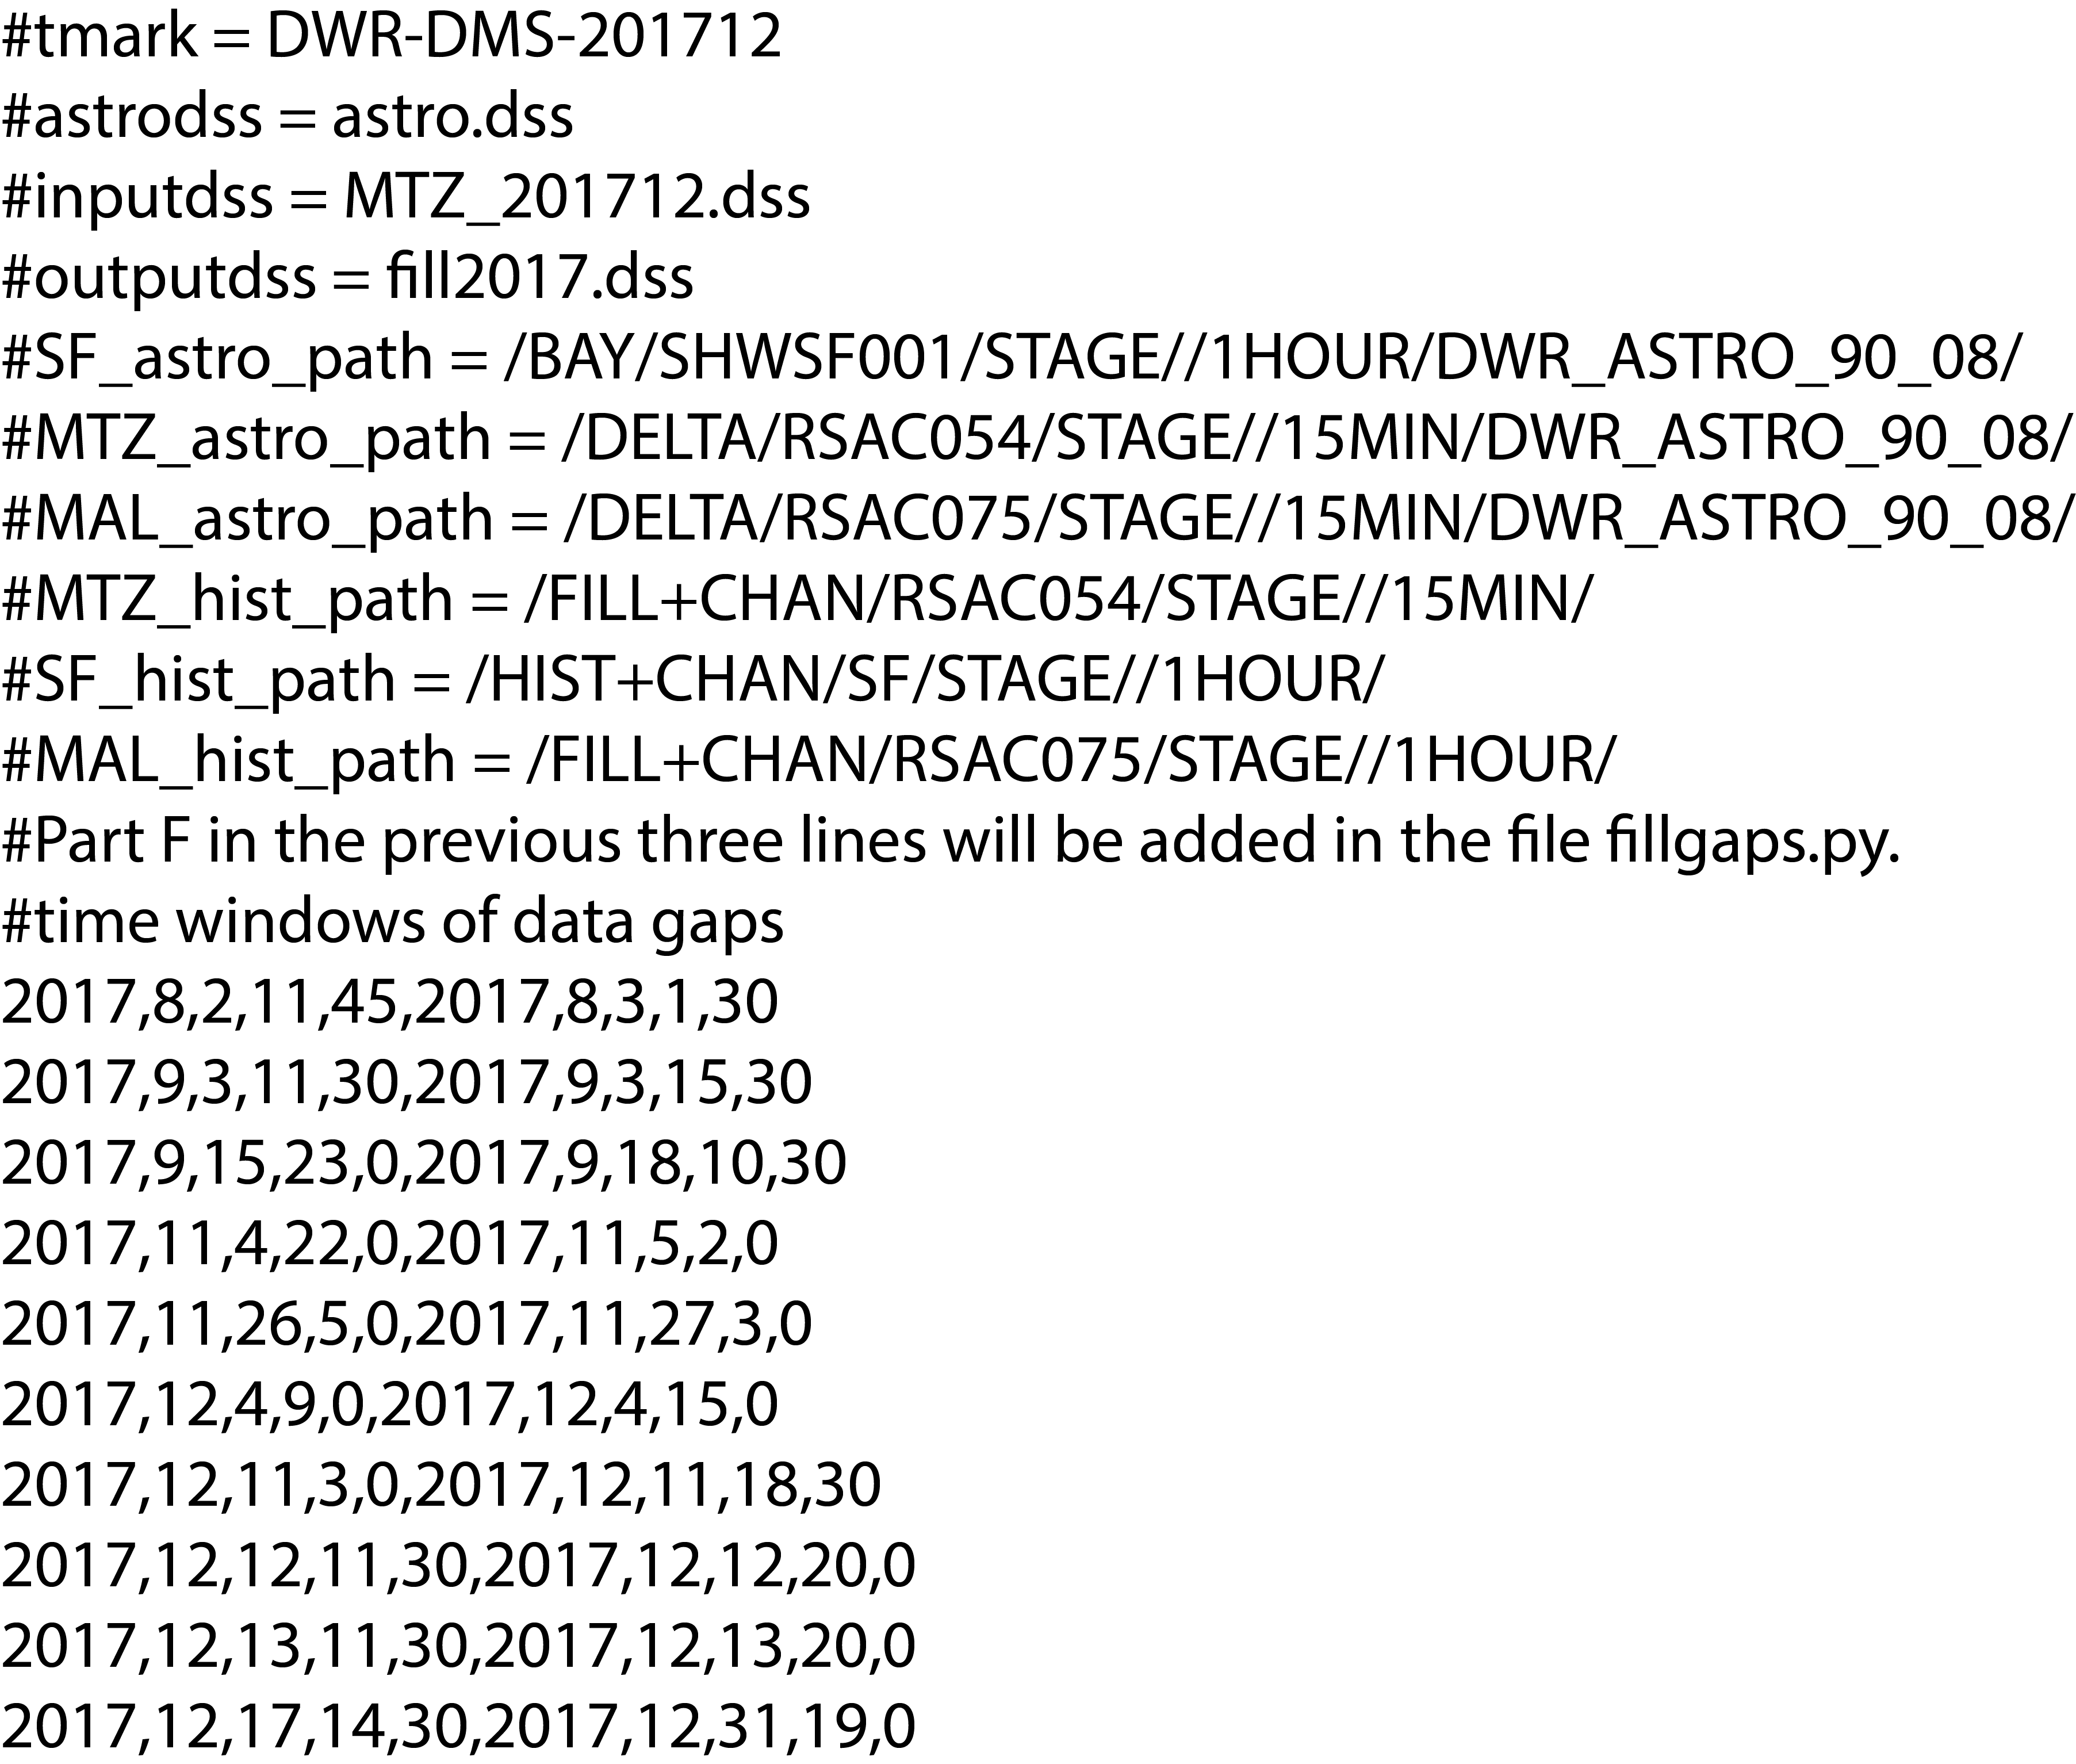 #tmark = DWR-DMS-201712
#astrodss = astro.dss
#inputdss = MTZ_201712.dss
#outputdss = fill2017.dss
#SF_astro_path = /BAY/SHWSF001/STAGE//1HOUR/DWR_ASTRO_90_08/
#MTZ_astro_path = /DELTA/RSAC054/STAGE//15MIN/DWR_ASTRO_90_08/
#MAL_astro_path = /DELTA/RSAC075/STAGE//15MIN/DWR_ASTRO_90_08/
#MTZ_hist_path = /FILL+CHAN/RSAC054/STAGE//15MIN/
#SF_hist_path = /HIST+CHAN/SF/STAGE//1HOUR/
#MAL_hist_path = /FILL+CHAN/RSAC075/STAGE//1HOUR/
#Part F in the previous three lines will be added in the file fillgaps.py.
#time windows of data gaps
2017,8,2,11,45,2017,8,3,1,30
2017,9,3,11,30,2017,9,3,15,30
2017,9,15,23,0,2017,9,18,10,30
2017,11,4,22,0,2017,11,5,2,0
2017,11,26,5,0,2017,11,27,3,0
2017,12,4,9,0,2017,12,4,15,0
2017,12,11,3,0,2017,12,11,18,30
2017,12,12,11,30,2017,12,12,20,0
2017,12,13,11,30,2017,12,13,20,0
2017,12,17,14,30,2017,12,31,19,0